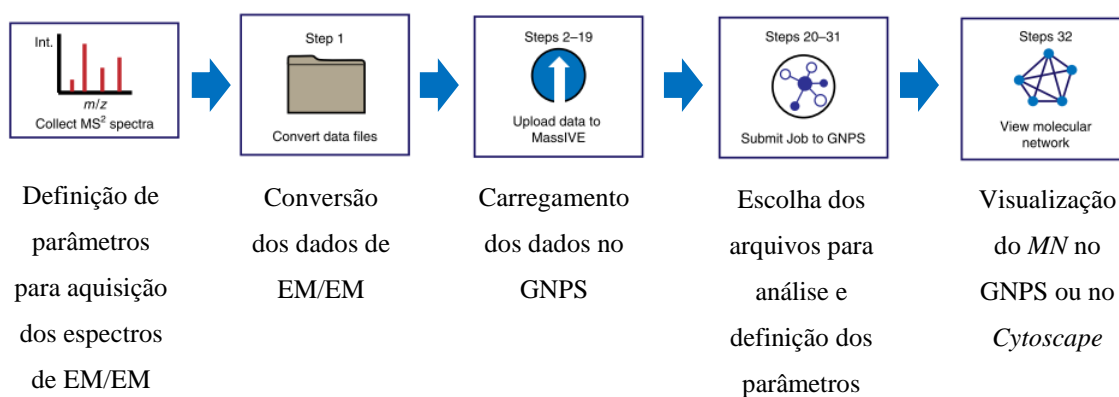 Int.
m/z
Collect MS² spectra
Step 1
Convert data files
Steps 2–19
Upload data to
MassIVE
Steps 20–31
Submit Job to GNPS
Steps 32
View molecular
network
Definição de
parâmetros
para aquisição
dos espectros
de EM/EM
Conversão
dos dados de
EM/EM
Carregamento
dos dados no
GNPS
Escolha dos
arquivos para
análise e
definição dos
parâmetros
Visualização
do MN no
GNPS ou no
Cytoscape